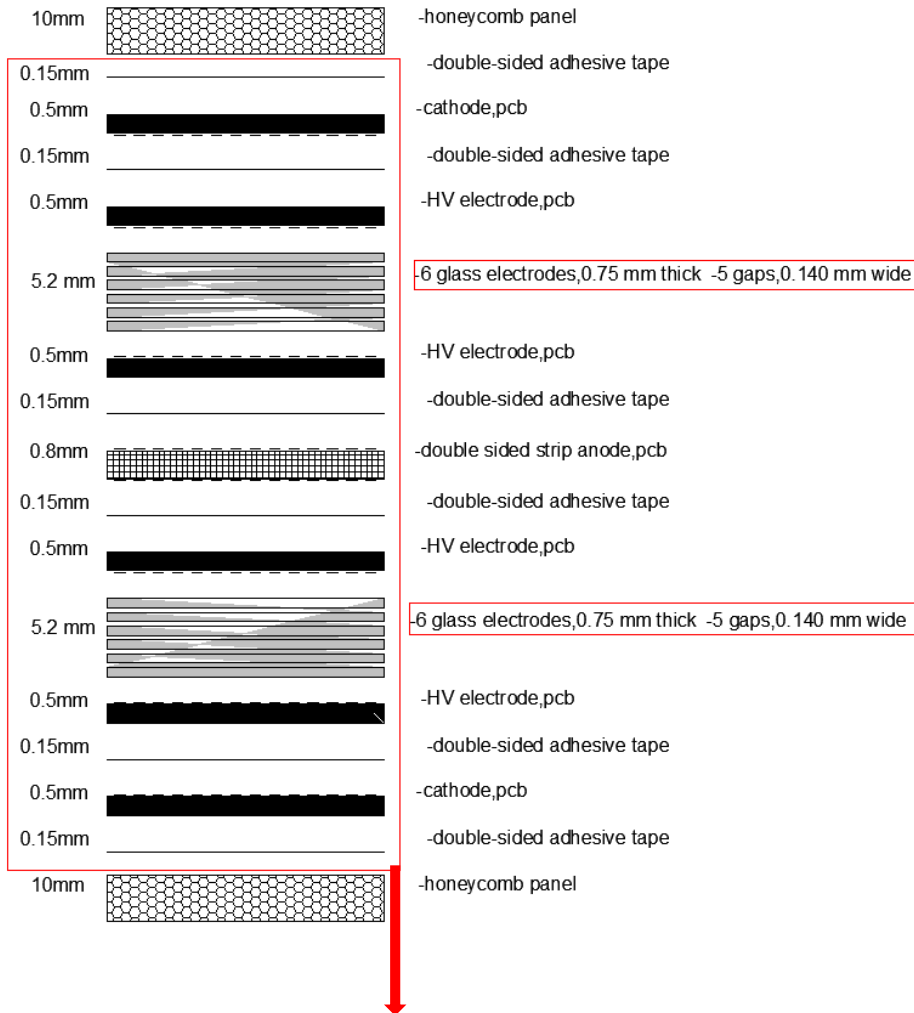 10mm -honeycomb panel
0.15mm -double-sided adhesive tape
0.5mm -cathode,pcb
0.15mm -double-sided adhesive tape
0.5mm -HV electrode,pcb
5.2 mm -6 glass electrodes,0.75 mm thick -5 gaps,0.140 mm wide
0.5mm -HV electrode,pcb
0.15mm -double-sided adhesive tape
0.8mm -double sided strip anode,pcb
0.15mm -double-sided adhesive tape
0.5mm -HV electrode,pcb
5.2 mm -6 glass electrodes,0.75 mm thick -5 gaps,0.140 mm wide
0.5mm -HV electrode,pcb
0.15mm -double-sided adhesive tape
0.5mm -cathode,pcb
0.15mm -double-sided adhesive tape
10mm -honeycomb panel